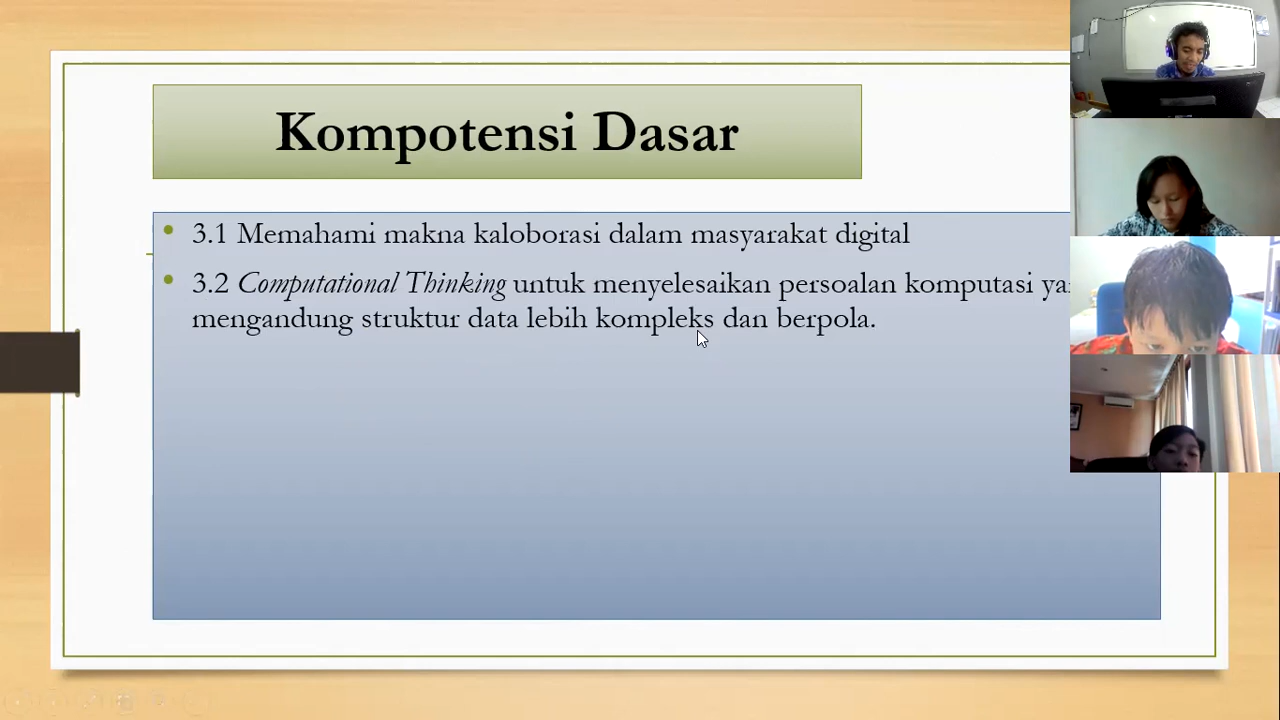 Kompotensi Dasar
3.1 Memahami makna kaloborasi dalam masyarakat digital
3.2 Computational Thinking untuk menyelesaikan persoalan komputasi
mengandung struktur data lebih kompleks dan berpola.